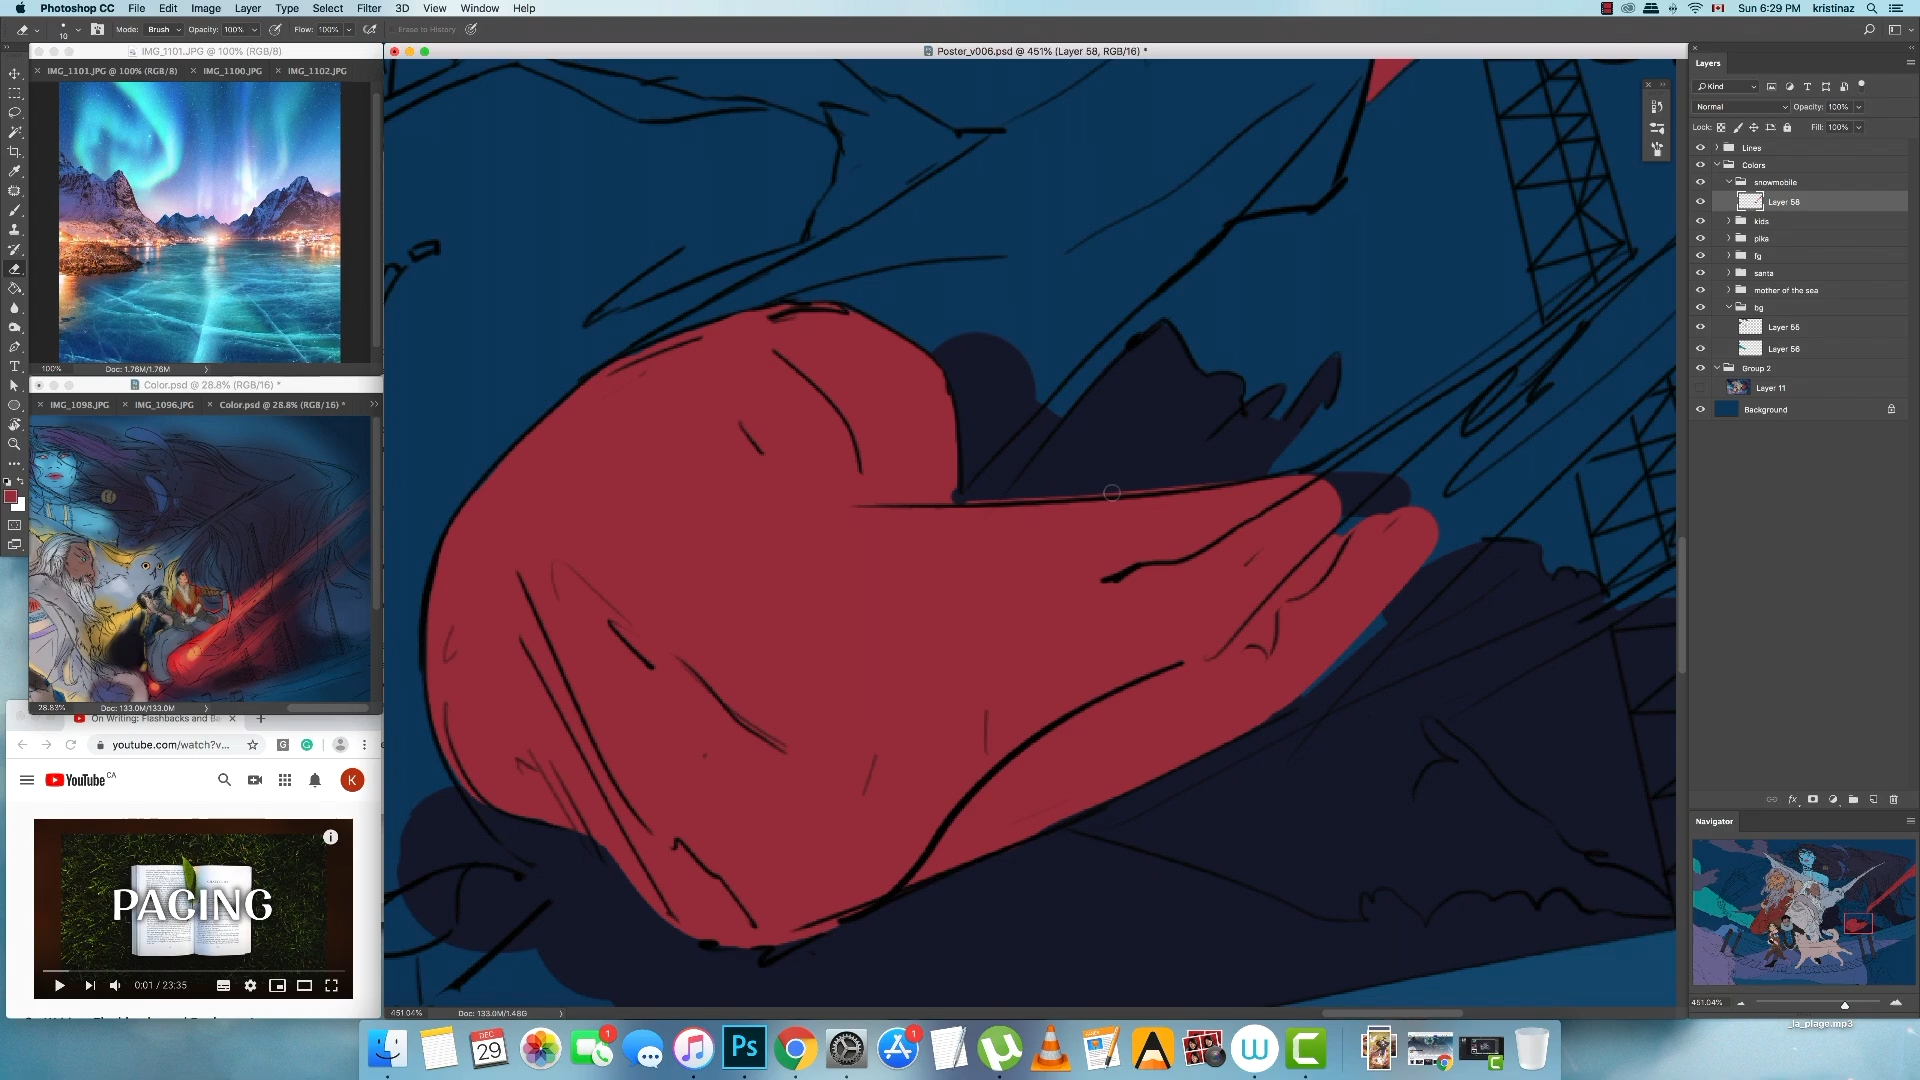 Photoshop CC File Edit Image Layer Type Select Filter 3D View Window Help
Sun 6:29 PM kristinaz
10 Mode: Brush Opacity: 100% Flow: 100% Erase to History
IMG_1101.JPG @ 100% (RGB/8)
IMG_1101.JPG @ 100% (RGB/8) IMG_1100.JPG IMG_1102.JPG
100% Doc: 1.76M/1.76M
Color.psd @ 28.8% (RGB/16) *
IMG_1098.JPG IMG_1096.JPG Color.psd @ 28.8% (RGB/16) *
28.83% Doc: 133.0M/133.0M
On Writing: Flashbacks and Ba
youtube.com/watch?v...
YouTube CA
K
PACING
0:01 / 23:35
Poster_v006.psd @ 451% (Layer 58, RGB/16) *
451.04% Doc: 133.0M/1.48G
Layers
Kind
Normal Opacity: 100%
Lock: Fill: 100%
Lines
Colors
snowmobile
Layer 58
kids
pika
fg
santa
mother of the sea
bg
Layer 55
Layer 56
Group 2
Layer 11
Background
fx
Navigator
451.04%
_la_plage.mp3
DEC
29
1
Ps
1